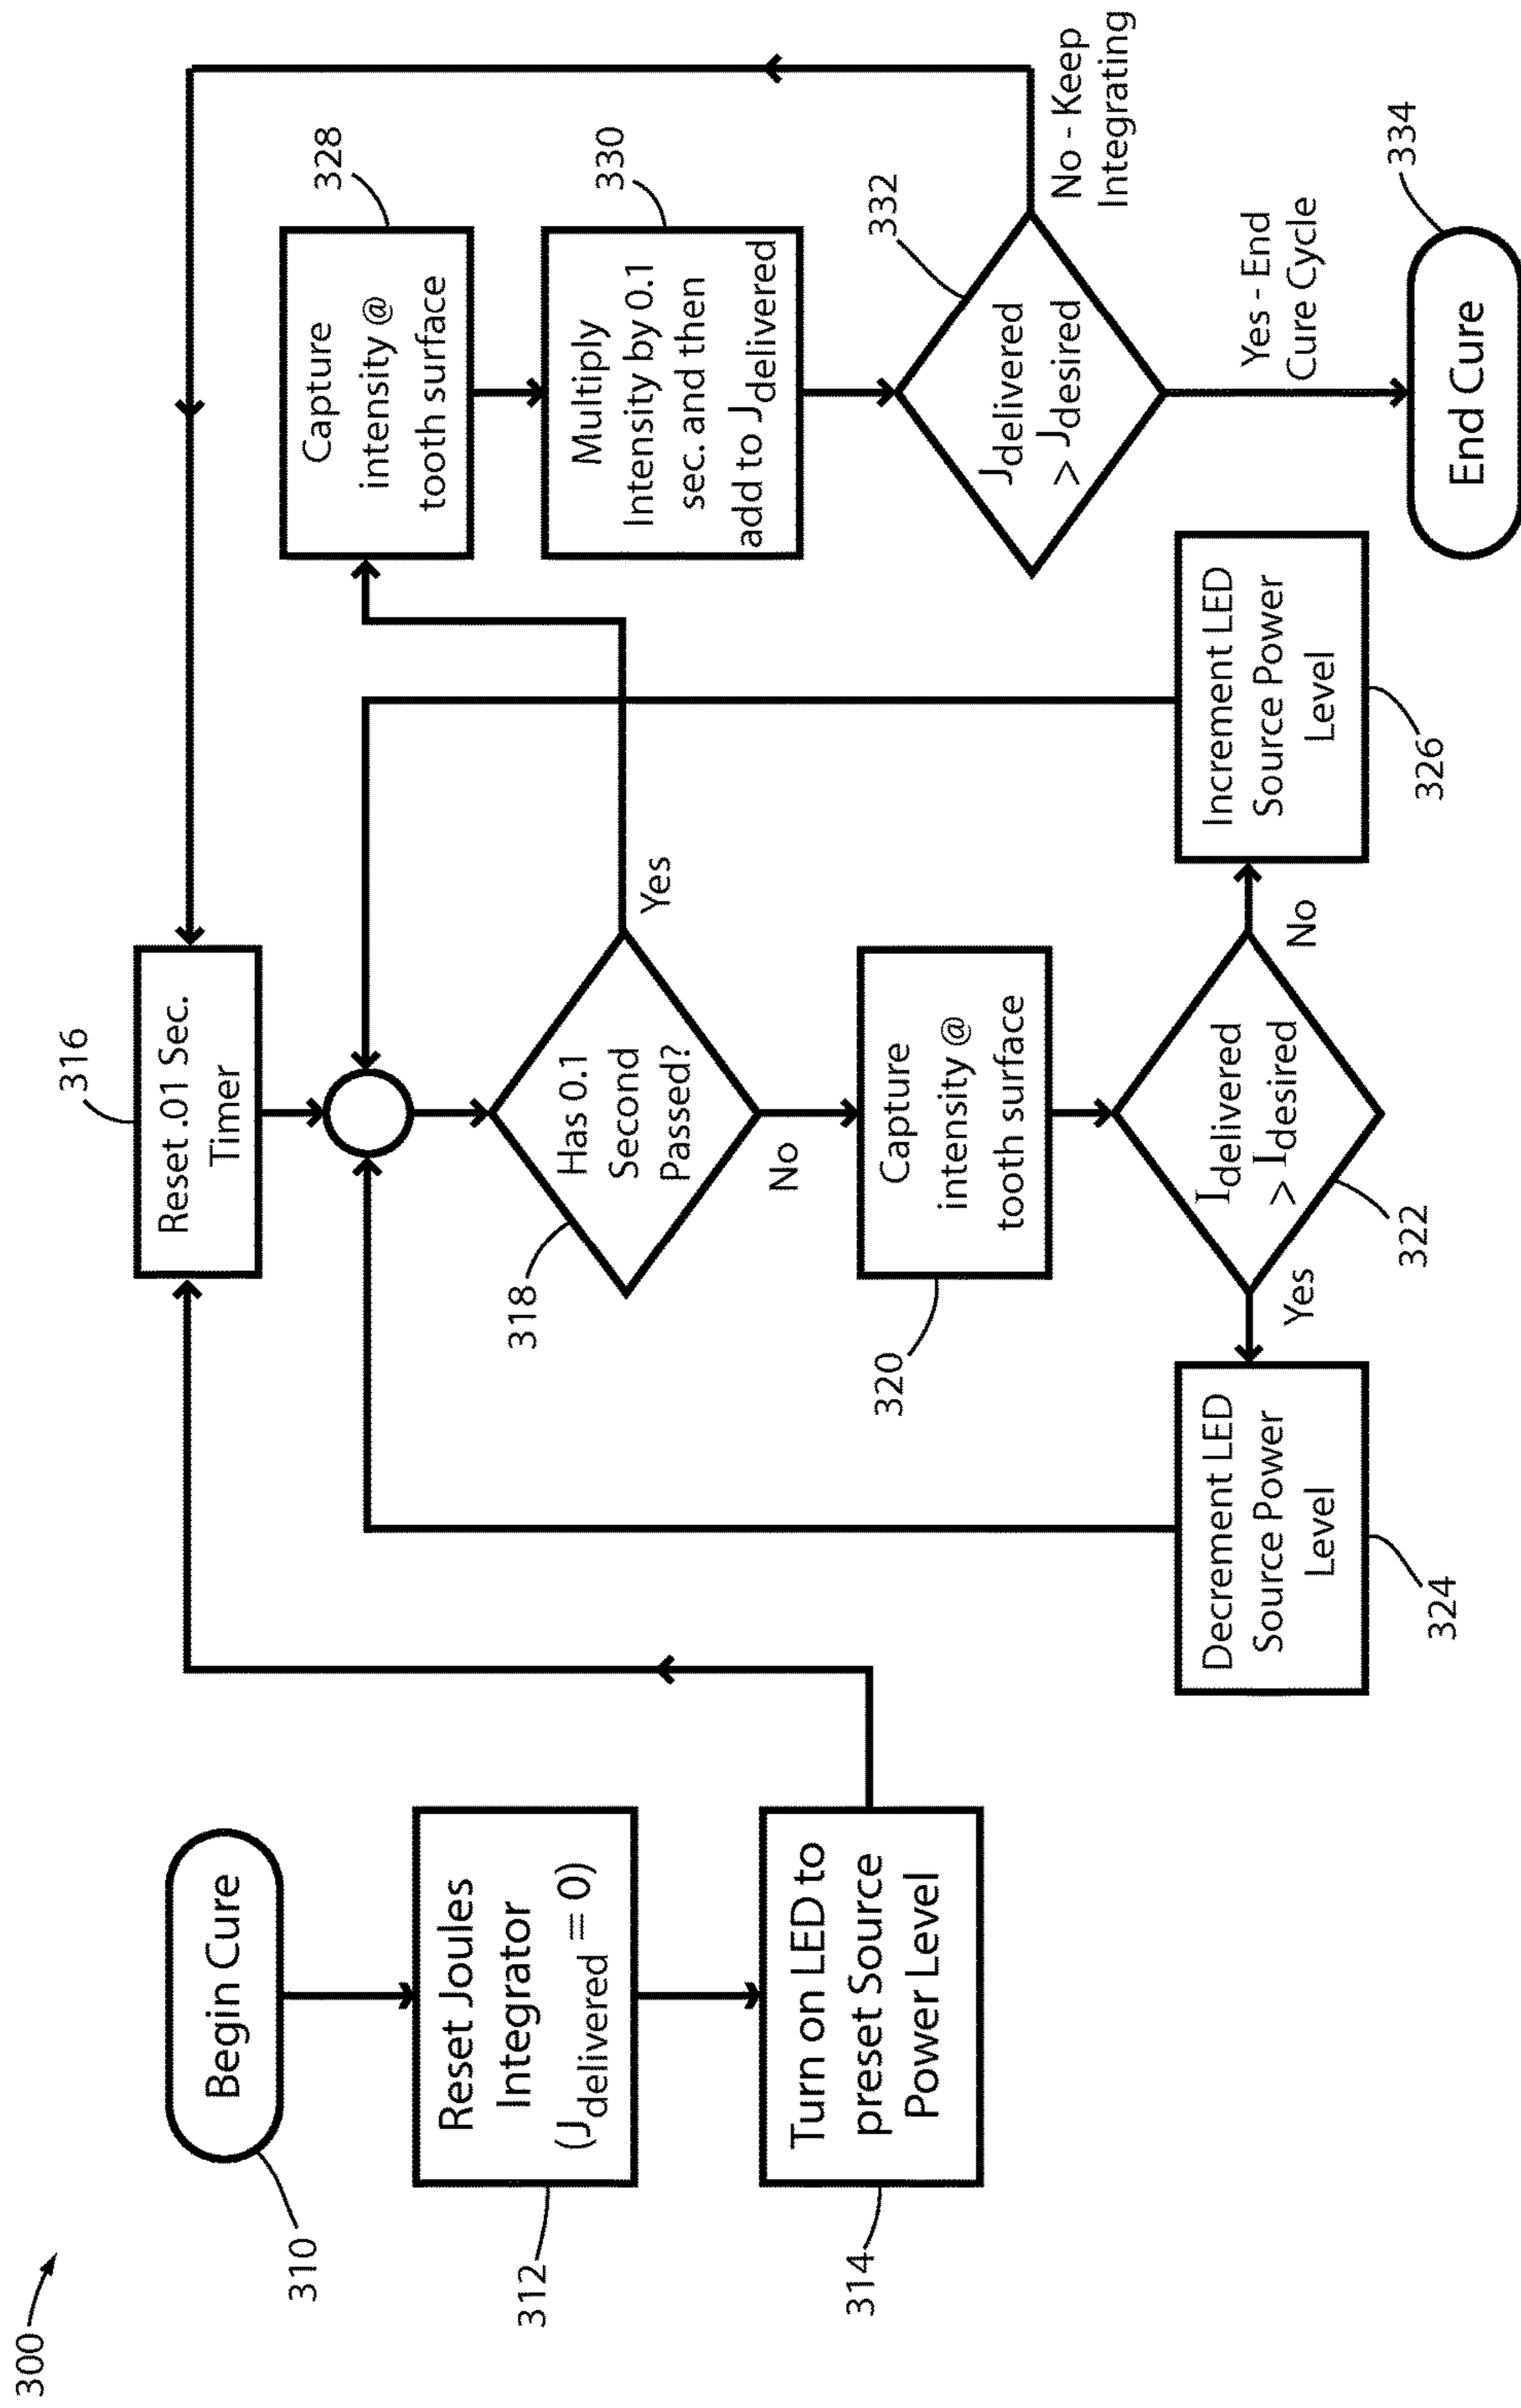 300
310
Begin Cure
312
Reset Joules
Integrator
(Jdelivered = 0)
314
Turn on LED to
preset Source
Power Level
316
Reset .01 Sec.
Timer
318
Has 0.1
Second
Passed?
Yes
No
320
Capture
intensity @
tooth surface
322
Idelivered
> Idesired
Yes
No
324
Decrement LED
Source Power
Level
326
Increment LED
Source Power
Level
328
Capture
intensity @
tooth surface
330
Multiply
Intensity by 0.1
sec. and then
add to Jdelivered
332
Jdelivered
> Jdesired
No - Keep
Integrating
Yes - End
Cure Cycle
334
End Cure